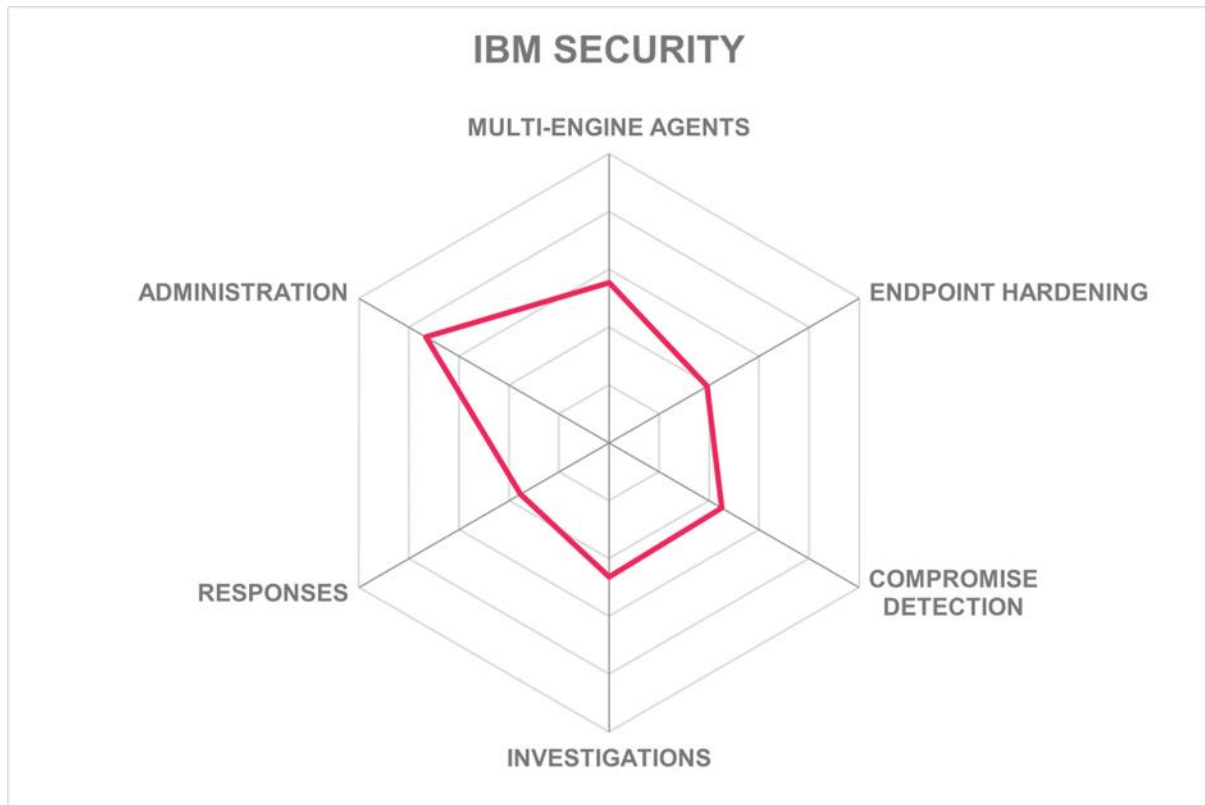 IBM SECURITY
MULTI-ENGINE AGENTS
ADMINISTRATION
ENDPOINT HARDENING
RESPONSES
COMPROMISE
DETECTION
INVESTIGATIONS